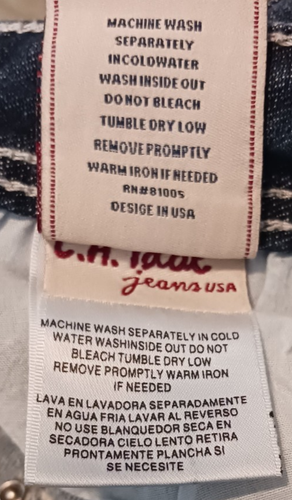 MACHINE WASH
SEPARATELY
INCOLDWATER
WASH INSIDE OUT
DO NOT BLEACH
TUMBLE DRY LOW
REMOVE PROMPTLY
WARM IRON IF NEEDED
RN#81005
DESIGE IN USA
jeans USA
MACHINE WASH SEPARATELY IN COLD
WATER WASHINSIDE OUT DO NOT
BLEACH TUMBLE DRY LOW
REMOVE PROMPTLY WARM IRON
IF NEEDED
LAVA EN LAVADORA SEPARADAMENTE
EN AGUA FRIA LAVAR AL REVERSO
NO USE BLANQUEDOR SECA EN
SECADORA CIELO LENTO RETIRA
PRONTAMENTE PLANCHA SI
SE NECESITE